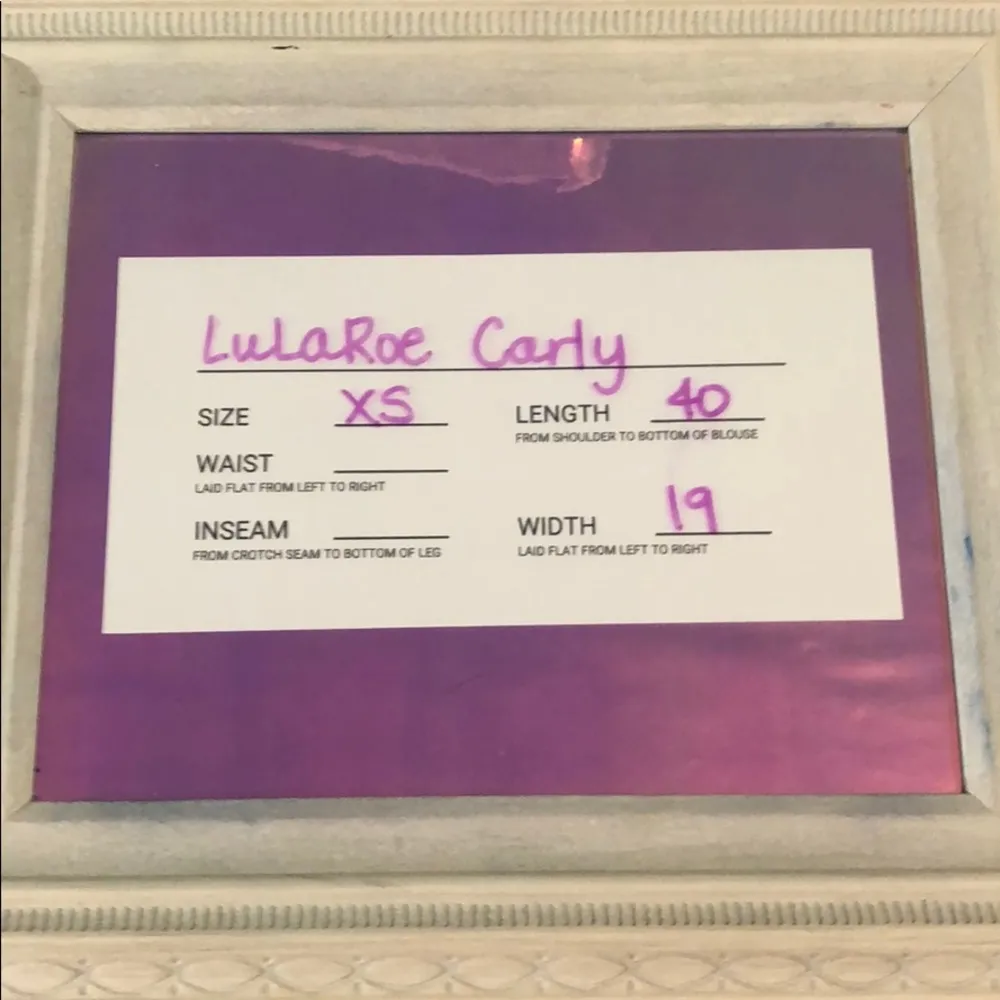 LuLaRoe Carly
SIZE XS
LENGTH 40
FROM SHOULDER TO BOTTOM OF BLOUSE
WAIST
LAID FLAT FROM LEFT TO RIGHT
INSEAM
FROM CROTCH SEAM TO BOTTOM OF LEG
WIDTH 19
LAID FLAT FROM LEFT TO RIGHT